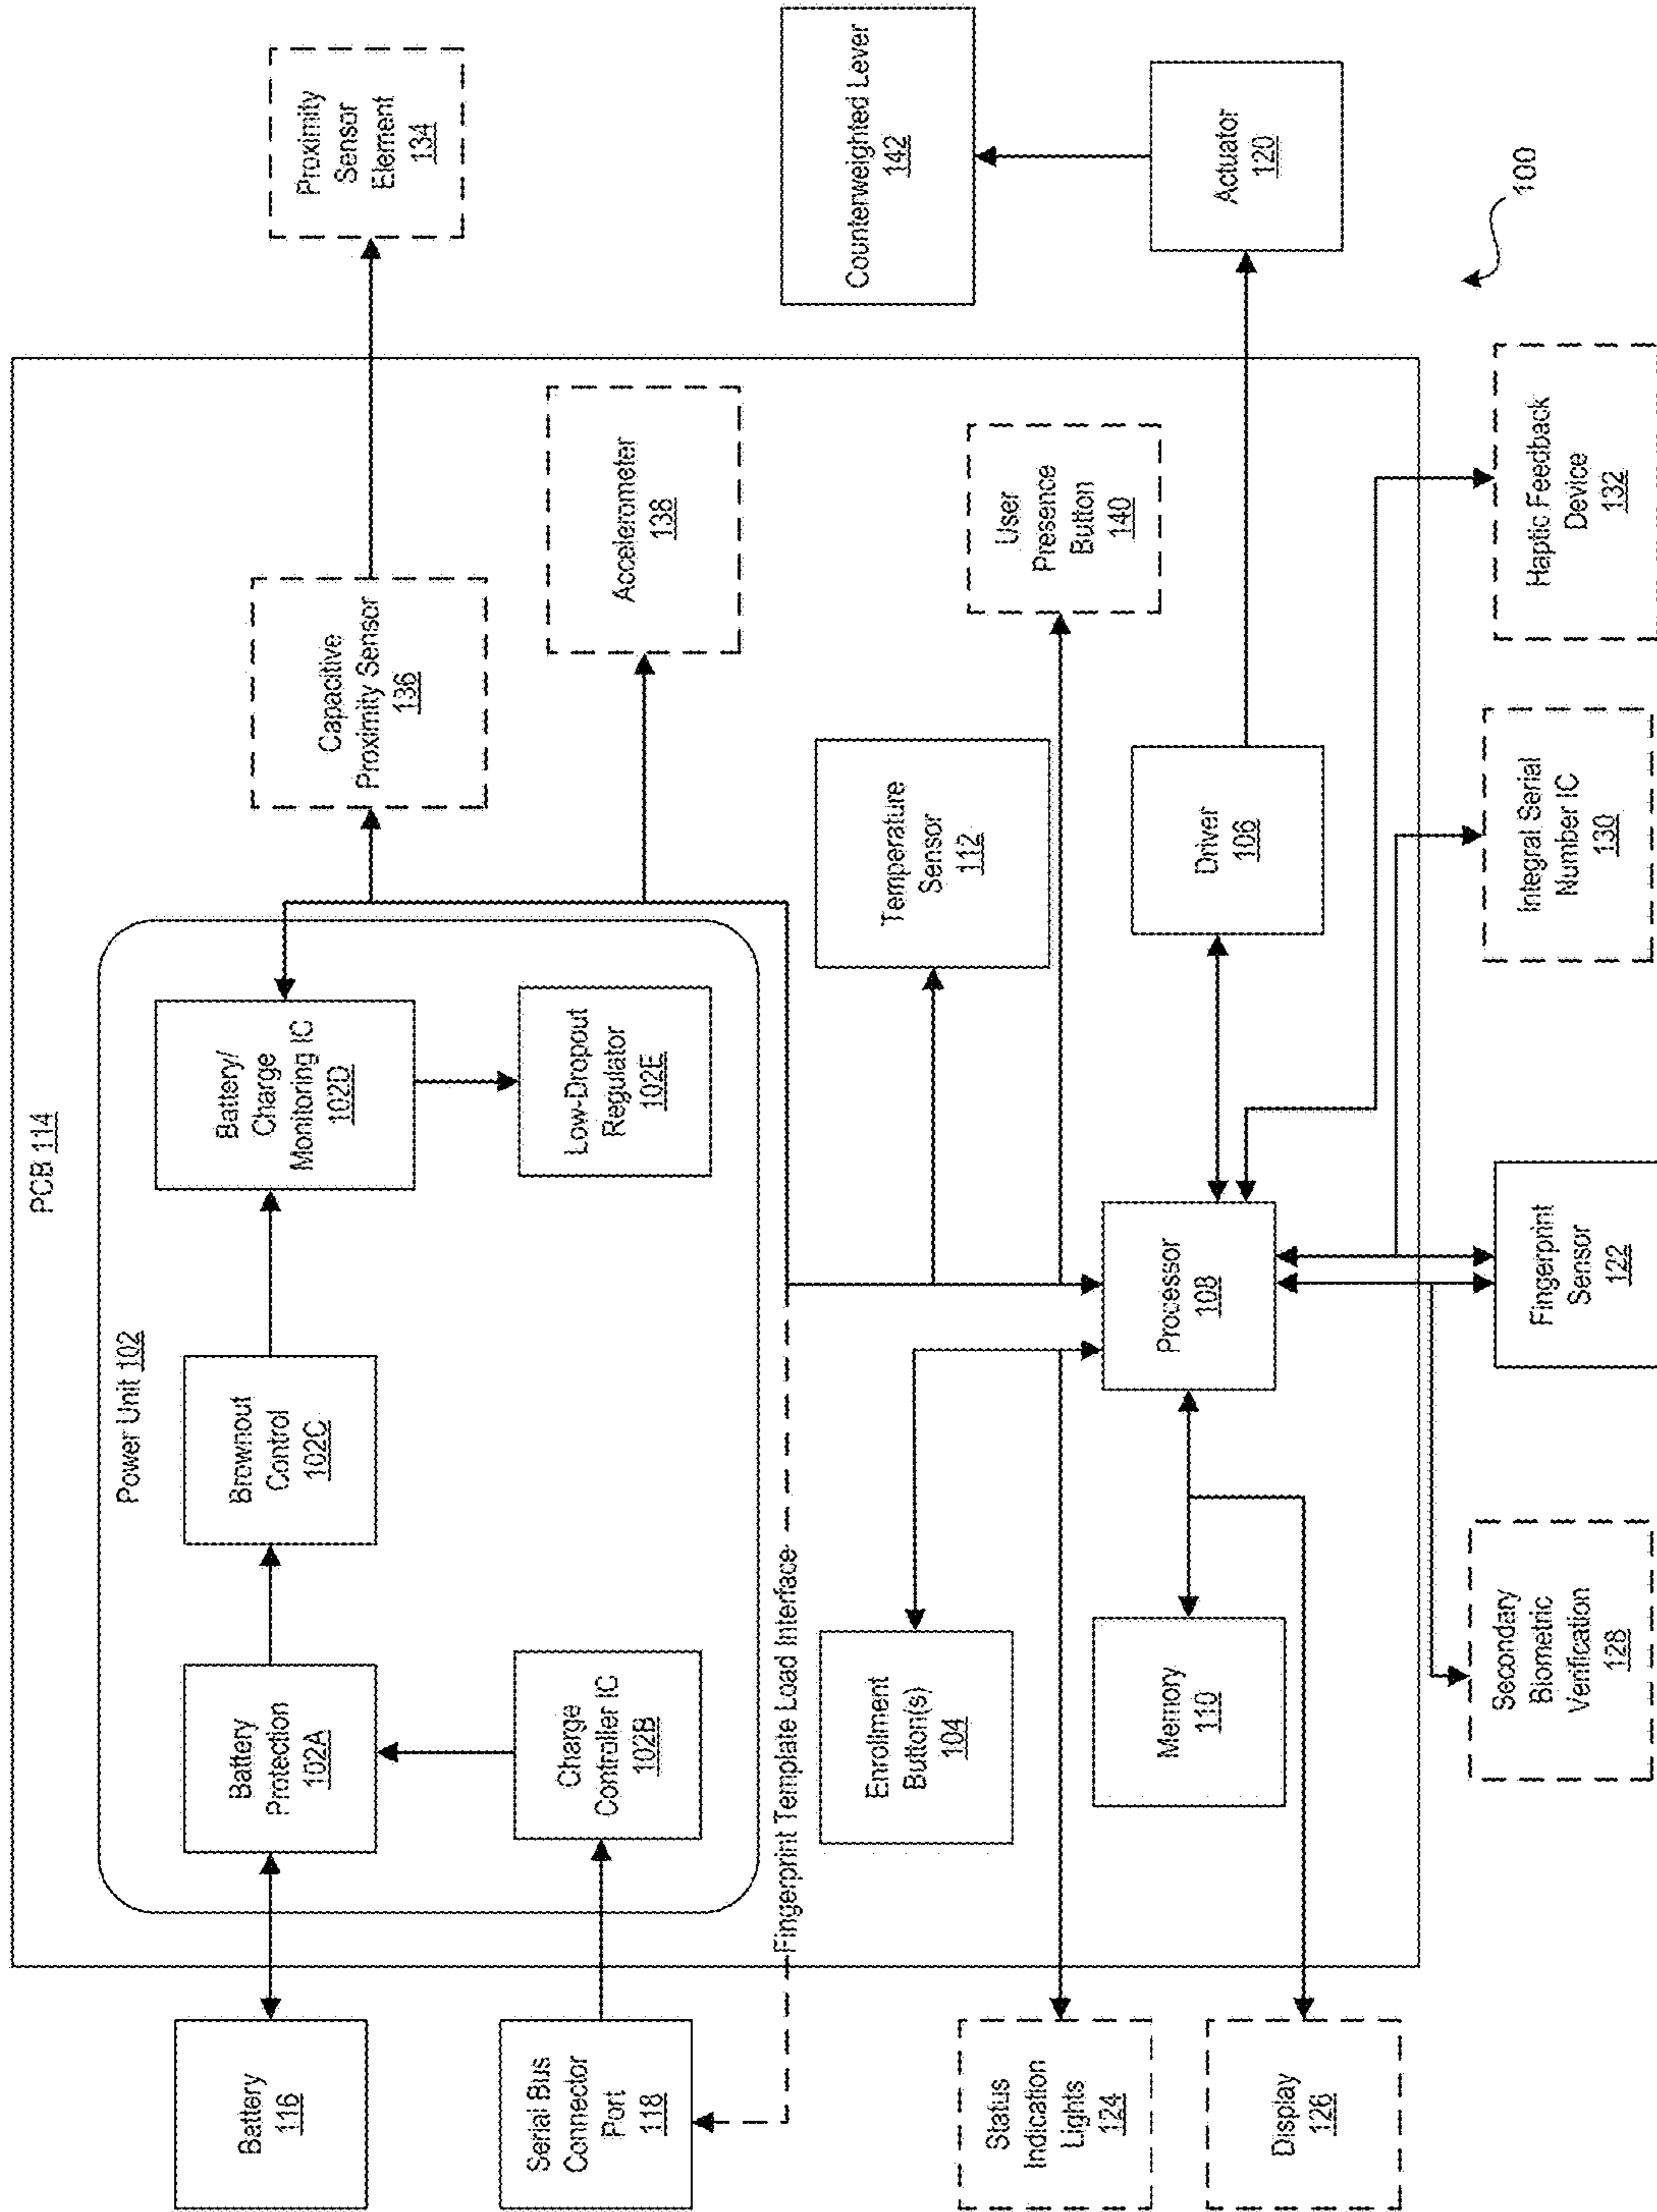 PCB 114
Power Unit 102
Battery
116
Battery
Protection
102A
Brownout
Control
102C
Battery/
Charge
Monitoring IC
102D
Capacitive
Proximity Sensor
136
Proximity
Sensor
Element
134
Serial Bus
Connector
Port
118
Charge
Controller IC
102B
Low-Dropout
Regulator
102E
Accelerometer
138
Fingerprint Template Load Interface
Enrollment
Button(s)
104
Temperature
Sensor
112
Counterweighted Lever
142
Status
Indication
Lights
124
User
Presence
Button
140
Memory
110
Processor
108
Driver
106
Actuator
120
Display
126
100
Secondary
Biometric
Verification
128
Fingerprint
Sensor
122
Integral Serial
Number IC
130
Haptic Feedback
Device
132